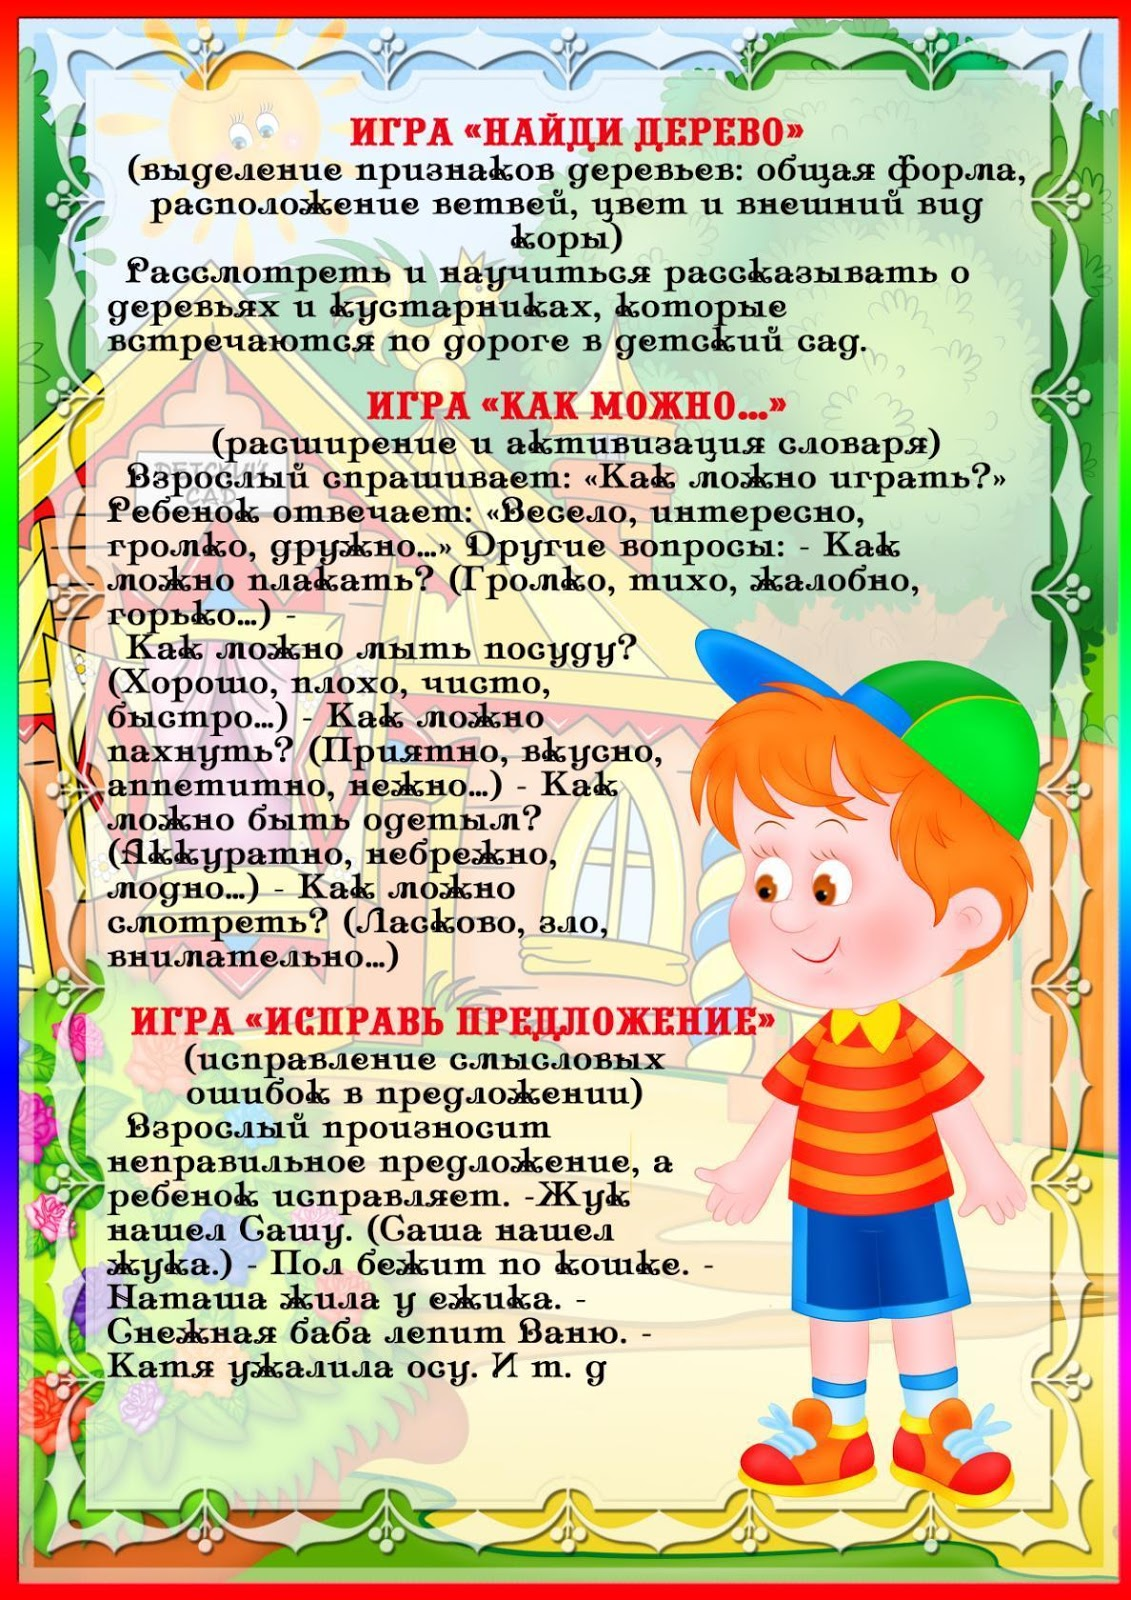 ИГРА «НАЙДИ ДЕРЕВО»
(выделение признаков деревьев: общая форма,
расположение ветвей, цвет и внешний вид
коры)
Рассмотреть и научиться рассказывать о
деревьях и кустарниках, которые
встречаются по дороге в детский сад.
ИГРА «КАК МОЖНО...»
(расширение и активизация словаря)
Взрослый спрашивает: «Как можно играть?»
Ребенок отвечает: «Весело, интересно,
громко, дружно...» Другие вопросы: - Как
можно плакать? (Громко, тихо, жалобно,
горько...) -
Как можно мыть посуду?
(Хорошо, плохо, чисто,
быстро...) - Как можно
пахнуть? (Приятно, вкусно,
аппетитно, нежно...) - Как
можно быть одетым?
(Аккуратно, небрежно,
модно...) - Как можно
смотреть? (Ласково, зло,
внимательно...)
ИГРА «ИСПРАВЬ ПРЕДЛОЖЕНИЕ»
(исправление смысловых
ошибок в предложении)
Взрослый произносит
неправильное предложение, а
ребенок исправляет. -Жук
нашел Сашу. (Саша нашел
жука.) - Пол бежит по кошке. -
Наташа жила у ежика. -
Снежная баба лепит Ваню. -
Катя ужалила осу. И т. д
ДЕТСКИЙ
САД